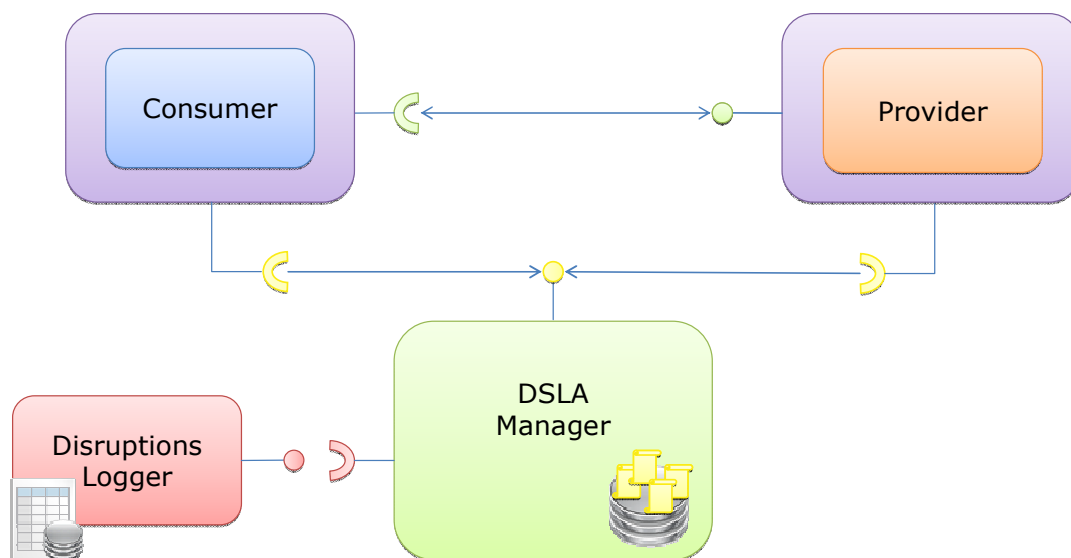 Consumer
Provider
DSLA
Manager
Disruptions
Logger